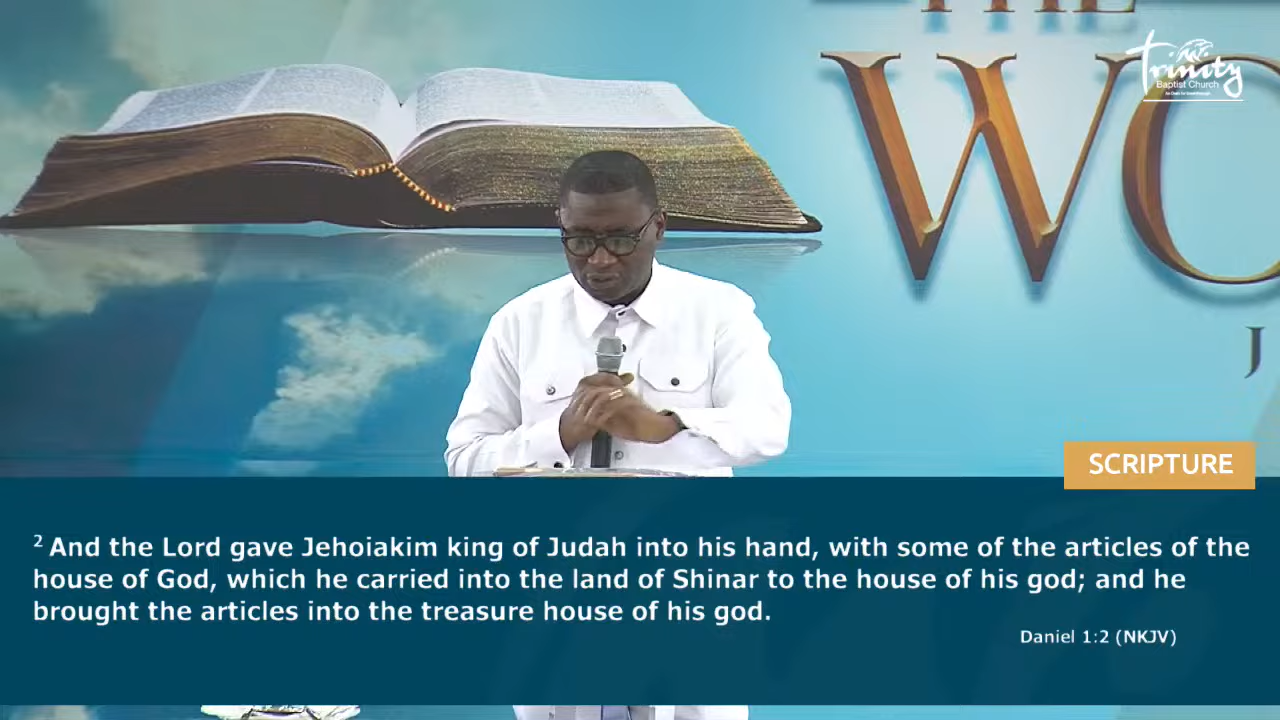 THE
WO
Trinity
Baptist Church
J
SCRIPTURE
2 And the Lord gave Jehoiakim king of Judah into his hand, with some of the articles of the
house of God, which he carried into the land of Shinar to the house of his god; and he
brought the articles into the treasure house of his god.
Daniel 1:2 (NKJV)